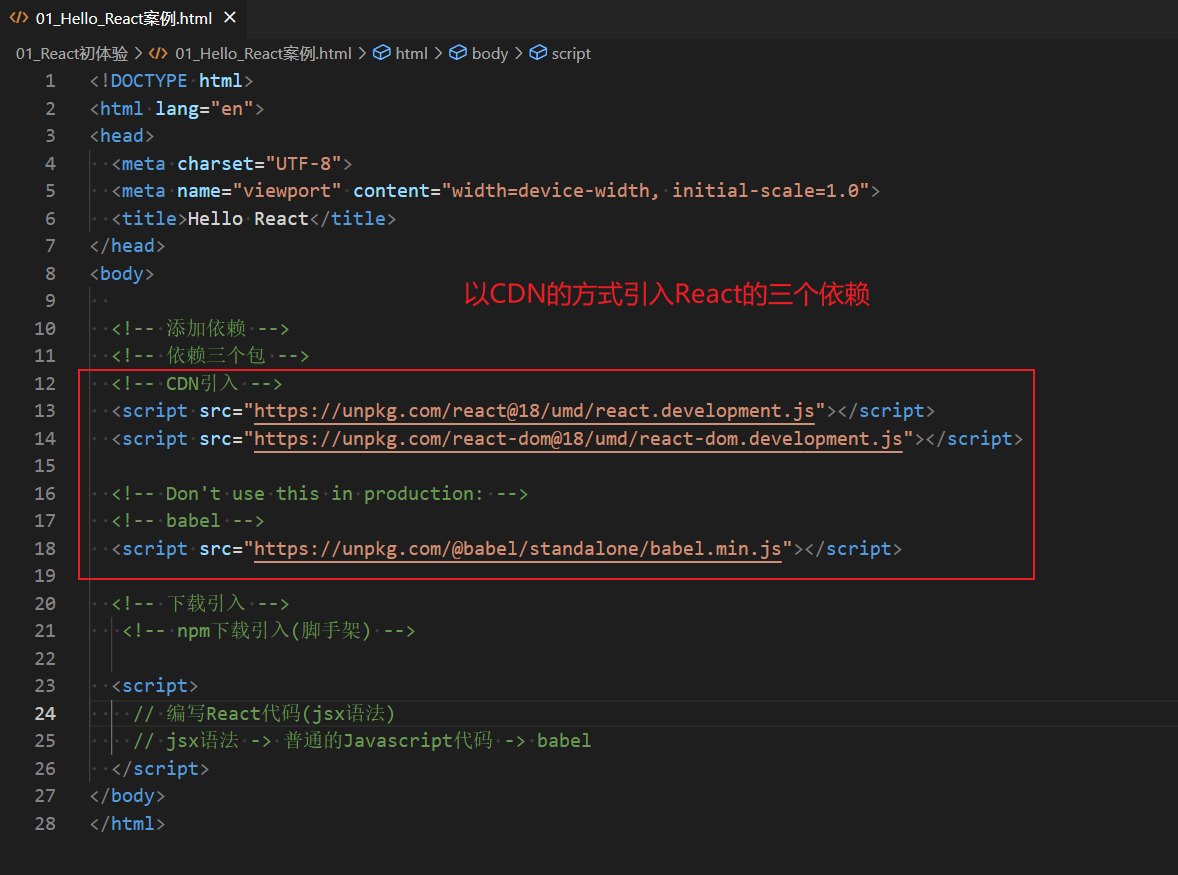 01_Hello_React案例.html
01_React初体验 > 01_Hello_React案例.html > html > body > script
1 <!DOCTYPE html>
2 <html lang="en">
3 <head>
4 <meta charset="UTF-8">
5 <meta name="viewport" content="width=device-width, initial-scale=1.0">
6 <title>Hello React</title>
7 </head>
8 <body>
9
以CDN的方式引入React的三个依赖
10 <!-- 添加依赖 -->
11 <!-- 依赖三个包 -->
12 <!-- CDN引入 -->
13 <script src="https://unpkg.com/react@18/umd/react.development.js"></script>
14 <script src="https://unpkg.com/react-dom@18/umd/react-dom.development.js"></script>
15
16 <!-- Don't use this in production: -->
17 <!-- babel -->
18 <script src="https://unpkg.com/@babel/standalone/babel.min.js"></script>
19
20 <!-- 下载引入 -->
21 <!-- npm下载引入(脚手架) -->
22
23 <script>
24 // 编写React代码(jsx语法)
25 // jsx语法 -> 普通的Javascript代码 -> babel
26 </script>
27 </body>
28 </html>